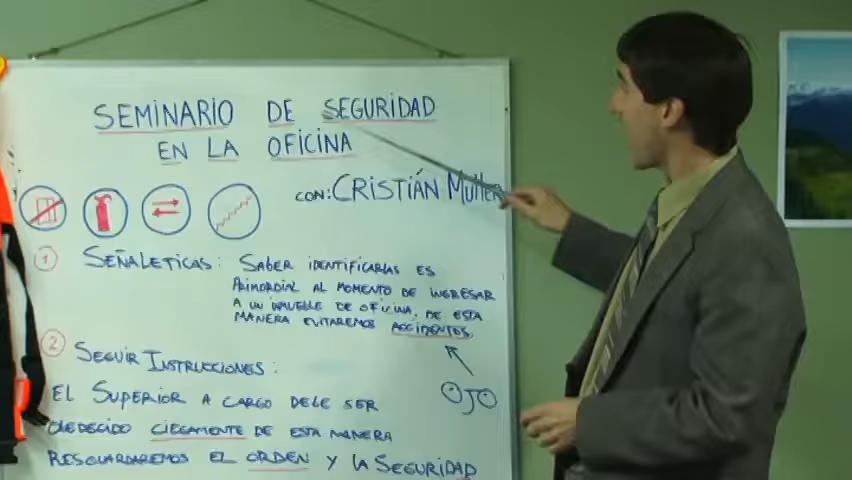 SEMINARIO DE SEGURIDAD
EN LA OFICINA
CON: CRISTIÁN MÜLLER
1 SEÑALETICAS: SABER IDENTIFICARLAS ES
PRIMORDIAL AL MOMENTO DE INGRESAR
A UN INMUEBLE DE OFICINA, DE ESTA
MANERA EVITAREMOS ACCIDENTES.
OJO
2 SEGUIR INSTRUCCIONES:
EL SUPERIOR A CARGO DEBE SER
OBEDECIDO CIEGAMENTE DE ESTA MANERA
RESGUARDAREMOS EL ORDEN Y LA SEGURIDAD